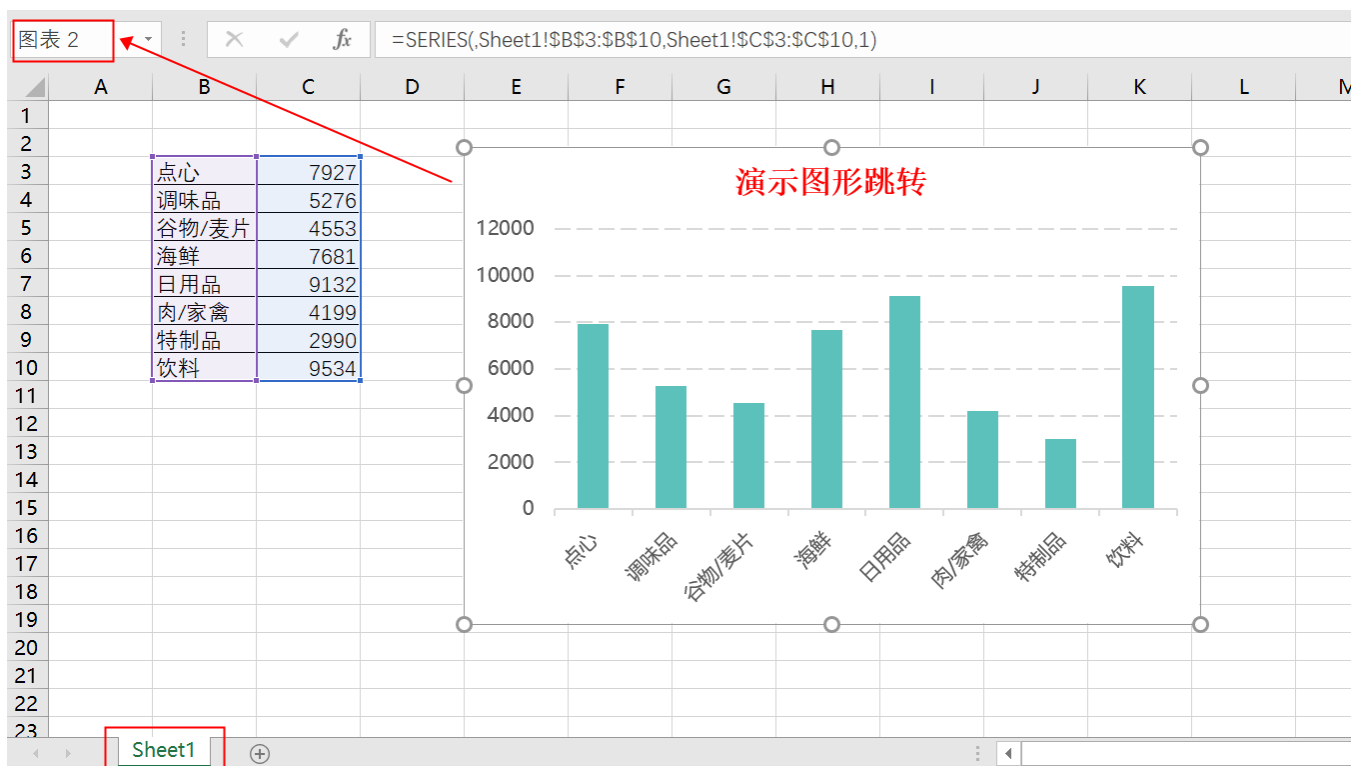 图表 2 fx =SERIES(,Sheet1!$B$3:$B$10,Sheet1!$C$3:$C$10,1)
A B C D E F G H I J K L M
1
2
3 点心 7927
4 调味品 5276
5 谷物/麦片 4553
6 海鲜 7681
7 日用品 9132
8 肉/家禽 4199
9 特制品 2990
10 饮料 9534
11
12
13
14
15
16
17
18
19
20
21
22
23
演示图形跳转
12000
10000
8000
6000
4000
2000
0
点心 调味品 谷物/麦片 海鲜 日用品 肉/家禽 特制品 饮料
Sheet1